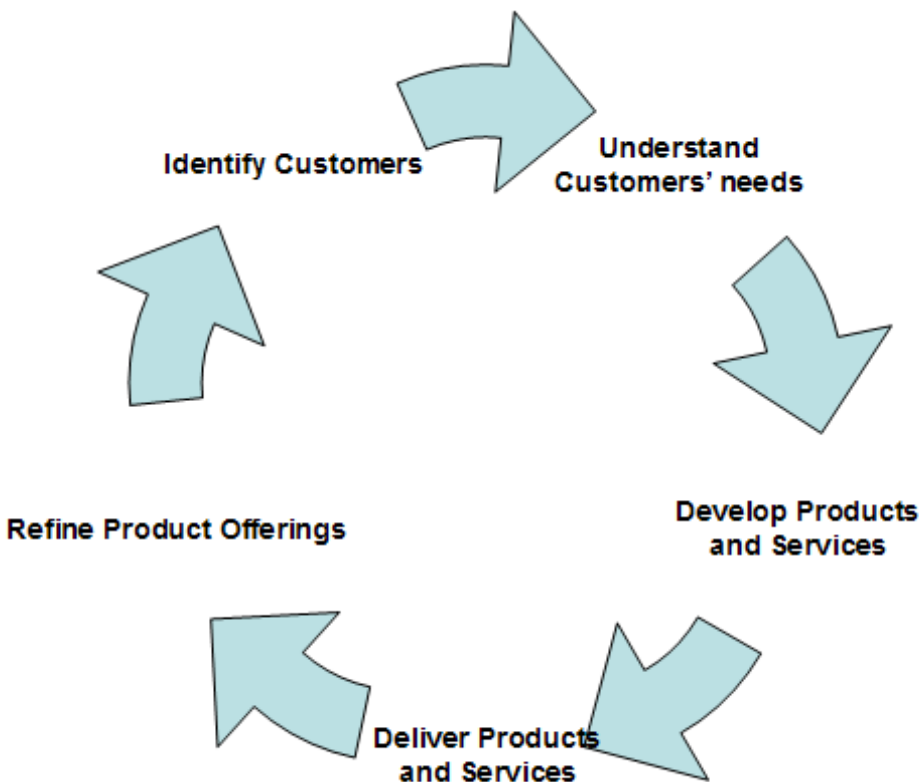 Identify Customers
Understand
Customers’ needs
Develop Products
and Services
Deliver Products
and Services
Refine Product Offerings